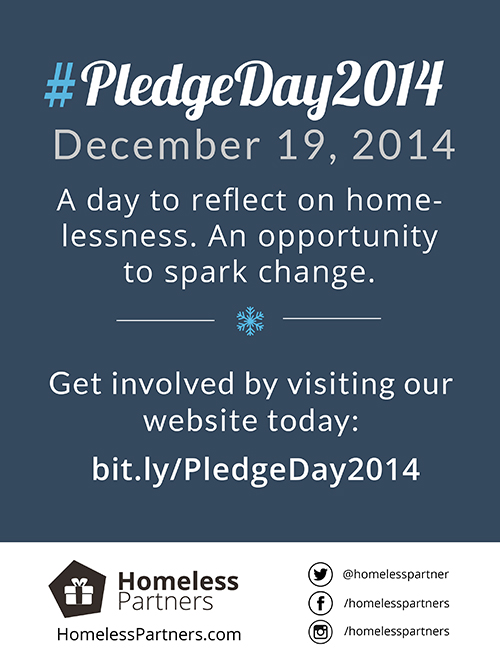 #PledgeDay2014
December 19, 2014
A day to reflect on home-
lessness. An opportunity
to spark change.
Get involved by visiting our
website today:
bit.ly/PledgeDay2014
Homeless
Partners
HomelessPartners.com
@homelesspartner
/homelesspartners
/homelesspartners